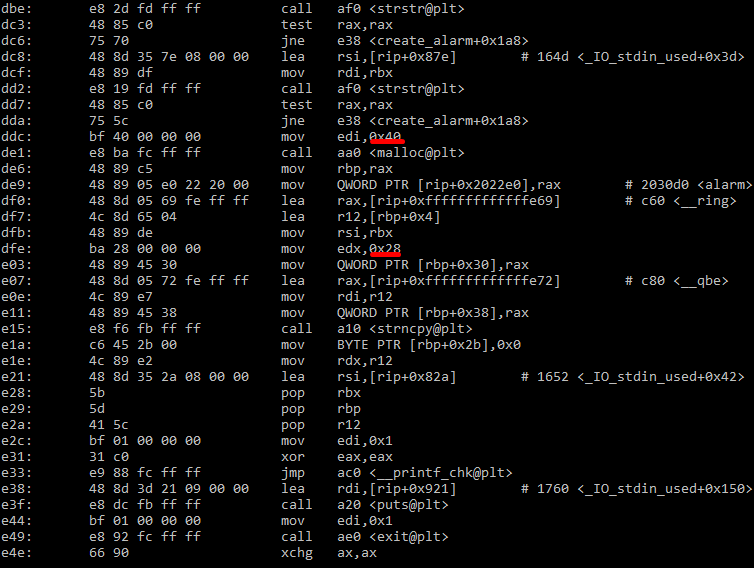 dbe: e8 2d fd ff ff call af0 <strstr@plt>
dc3: 48 85 c0 test rax,rax
dc6: 75 70 jne e38 <create_alarm+0x1a8>
dc8: 48 8d 35 7e 08 00 00 lea rsi,[rip+0x87e] # 164d <_IO_stdin_used+0x3d>
dcf: 48 89 df mov rdi,rbx
dd2: e8 19 fd ff ff call af0 <strstr@plt>
dd7: 48 85 c0 test rax,rax
dda: 75 5c jne e38 <create_alarm+0x1a8>
ddc: bf 40 00 00 00 mov edi,0x40
de1: e8 ba fc ff ff call aa0 <malloc@plt>
de6: 48 89 c5 mov rbp,rax
de9: 48 89 05 e0 22 20 00 mov QWORD PTR [rip+0x2022e0],rax # 2030d0 <alarm>
df0: 48 8d 05 69 fe ff ff lea rax,[rip+0xfffffffffffffe69] # c60 <__ring>
df7: 4c 8d 65 04 lea r12,[rbp+0x4]
dfb: 48 89 de mov rsi,rbx
dfe: ba 28 00 00 00 mov edx,0x28
e03: 48 89 45 30 mov QWORD PTR [rbp+0x30],rax
e07: 48 8d 05 72 fe ff ff lea rax,[rip+0xfffffffffffffe72] # c80 <__qbe>
e0e: 4c 89 e7 mov rdi,r12
e11: 48 89 45 38 mov QWORD PTR [rbp+0x38],rax
e15: e8 f6 fb ff ff call a10 <strncpy@plt>
e1a: c6 45 2b 00 mov BYTE PTR [rbp+0x2b],0x0
e1e: 4c 89 e2 mov rdx,r12
e21: 48 8d 35 2a 08 00 00 lea rsi,[rip+0x82a] # 1652 <_IO_stdin_used+0x42>
e28: 5b pop rbx
e29: 5d pop rbp
e2a: 41 5c pop r12
e2c: bf 01 00 00 00 mov edi,0x1
e31: 31 c0 xor eax,eax
e33: e9 88 fc ff ff jmp ac0 <__printf_chk@plt>
e38: 48 8d 3d 21 09 00 00 lea rdi,[rip+0x921] # 1760 <_IO_stdin_used+0x150>
e3f: e8 dc fb ff ff call a20 <puts@plt>
e44: bf 01 00 00 00 mov edi,0x1
e49: e8 92 fc ff ff call ae0 <exit@plt>
e4e: 66 90 xchg ax,ax